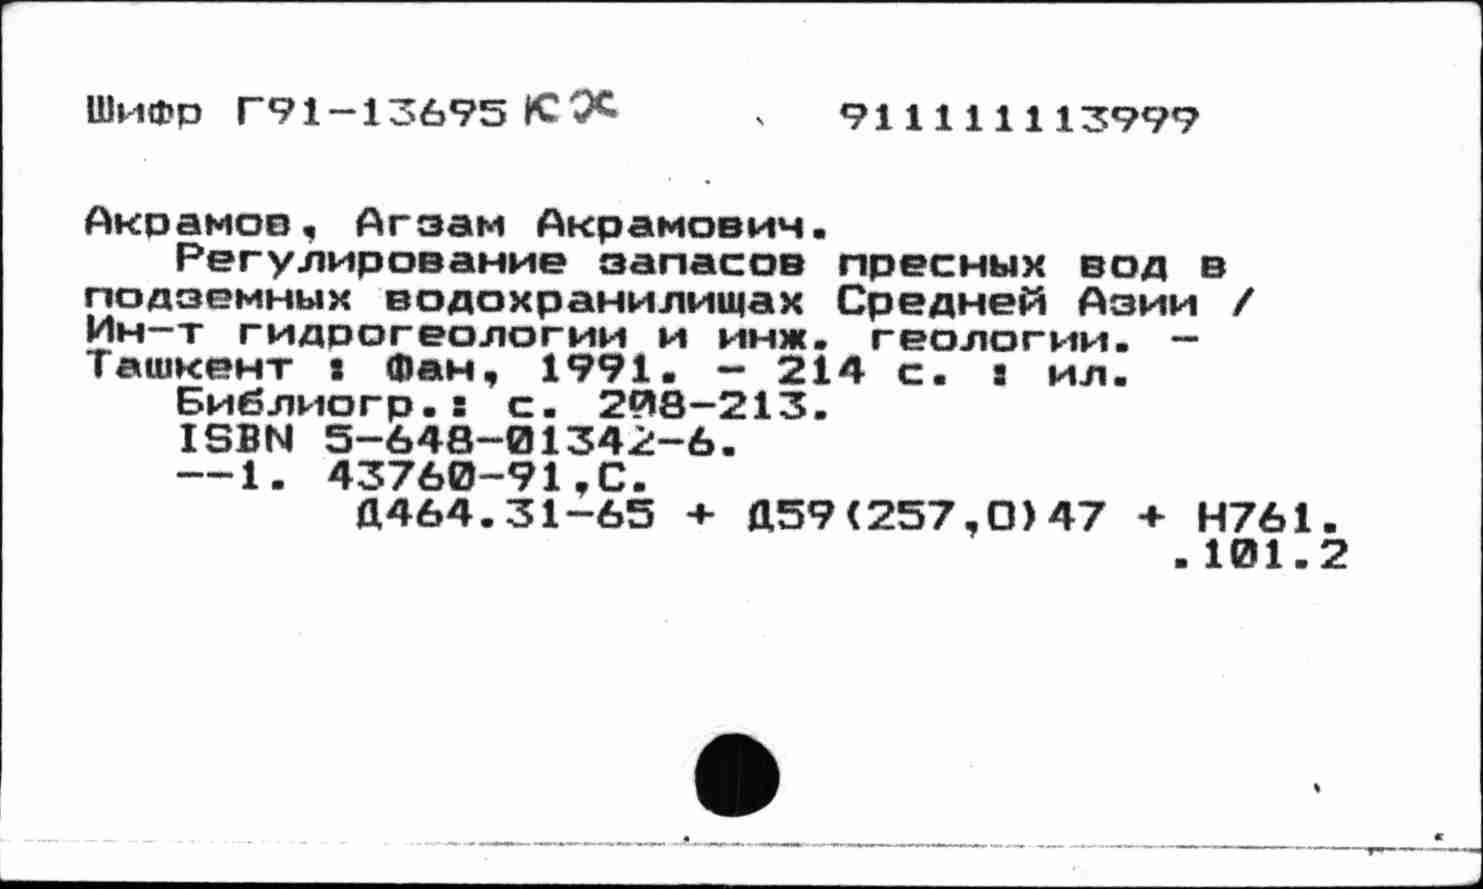 Шифр Г91-13695 КХ 911111113999
Акрамов, Агзам Акрамович.
Регулирование запасов пресных вод в
подземных водохранилищах Средней Азии /
Ин-т гидрогеологии и инж. геологии. -
Ташкент : Фан, 1991. - 214 с. : ил.
Библиогр.: с. 208-213.
ISBN 5-648-01342-6.
--1. 43760-91,С.
Д464.31-65 + Д59(257,0)47 + Н761.
.101.2